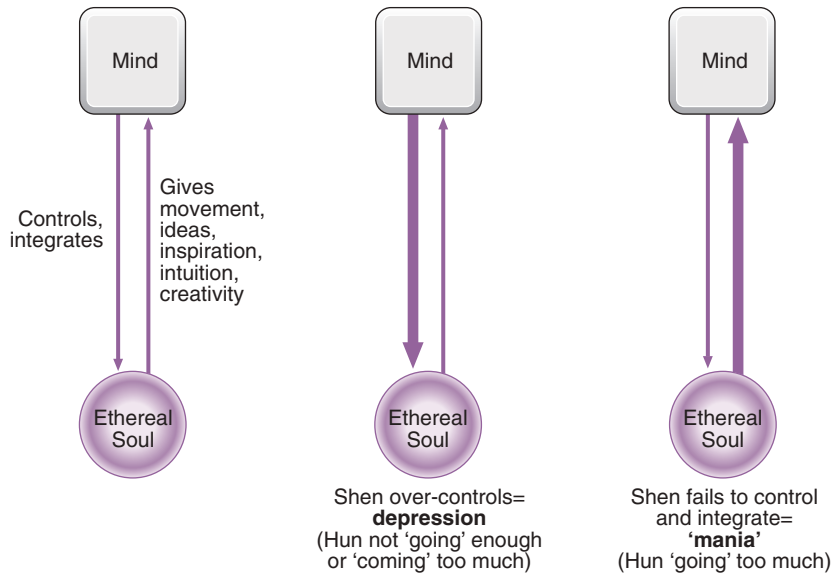 Mind
Controls,
integrates
Gives
movement,
ideas,
inspiration,
intuition,
creativity
Ethereal
Soul
Mind
Ethereal
Soul
Shen over-controls=
depression
(Hun not ‘going’ enough
or ‘coming’ too much)
Mind
Ethereal
Soul
Shen fails to control
and integrate=
‘mania’
(Hun ‘going’ too much)